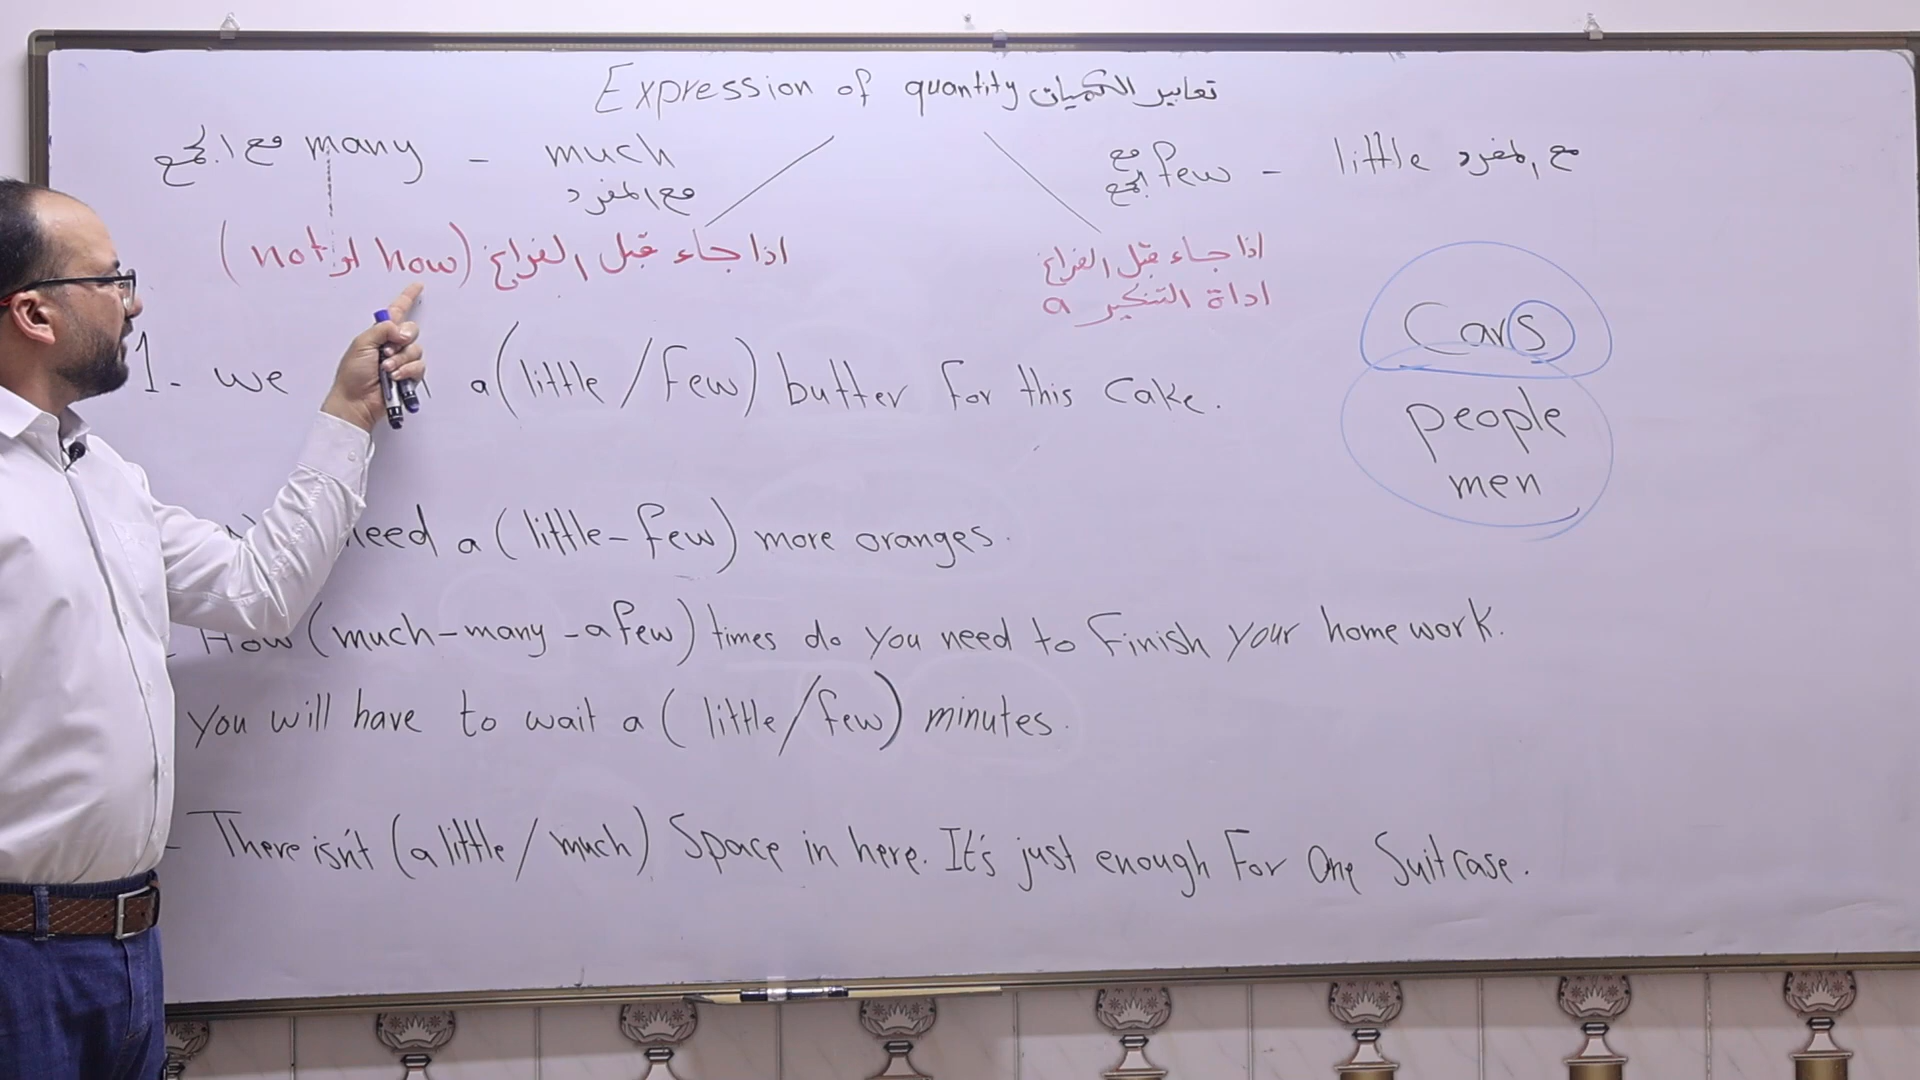 Expression of quantity تعابير الكميات
مع الجمع many - much
مع المفرد
مع الجمع few - little مع المفرد
اذا جاء قبل الفراغ (how او not)
اذا جاء قبل الفراغ
اداة التنكير a
Cars
people
men
1. we a (little / few) butter for this cake.
need a (little - few) more oranges.
- How (much - many - a few) times do you need to finish your home work.
you will have to wait a (little / few) minutes.
- There isn't (a little / much) space in here. It's just enough for one suitcase.